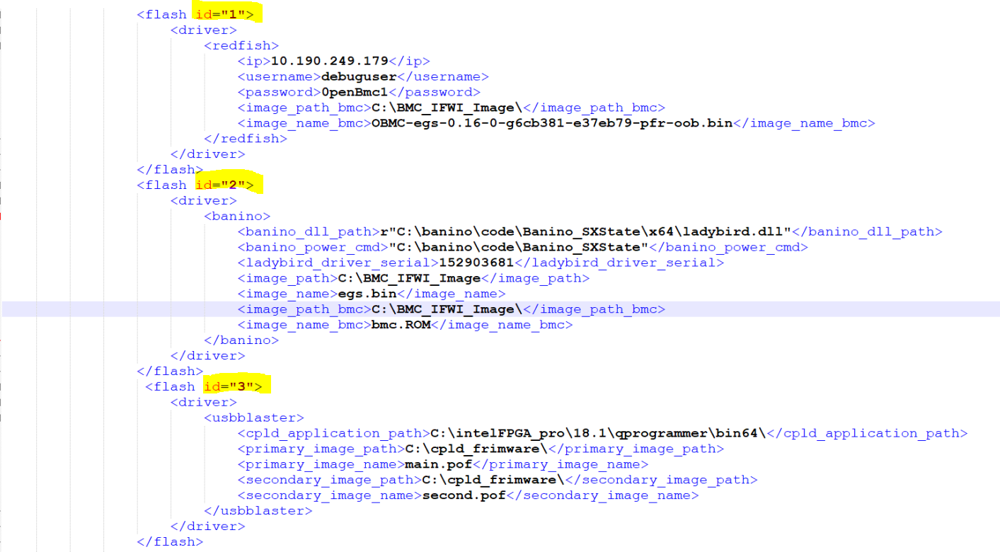 <flash id="1">
<driver>
<redfish>
<ip>10.190.249.179</ip>
<username>debuguser</username>
<password>0penBmc1</password>
<image_path_bmc>C:\BMC_IFWI_Image\</image_path_bmc>
<image_name_bmc>OBMC-egs-0.16-0-g6cb381-e37eb79-pfr-oob.bin</image_name_bmc>
</redfish>
</driver>
</flash>
<flash id="2">
<driver>
<banino>
<banino_dll_path>r"C:\banino\code\Banino_SXState\x64\ladybird.dll"</banino_dll_path>
<banino_power_cmd>"C:\banino\code\Banino_SXState"</banino_power_cmd>
<ladybird_driver_serial>152903681</ladybird_driver_serial>
<image_path>C:\BMC_IFWI_Image</image_path>
<image_name>egs.bin</image_name>
<image_path_bmc>C:\BMC_IFWI_Image\</image_path_bmc>
<image_name_bmc>bmc.ROM</image_name_bmc>
</banino>
</driver>
</flash>
<flash id="3">
<driver>
<usbblaster>
<cpld_application_path>C:\intelFPGA_pro\18.1\qprogrammer\bin64\</cpld_application_path>
<primary_image_path>C:\cpld_frimware\</primary_image_path>
<primary_image_name>main.pof</primary_image_name>
<secondary_image_path>C:\cpld_frimware\</secondary_image_path>
<secondary_image_name>second.pof</secondary_image_name>
</usbblaster>
</driver>
</flash>